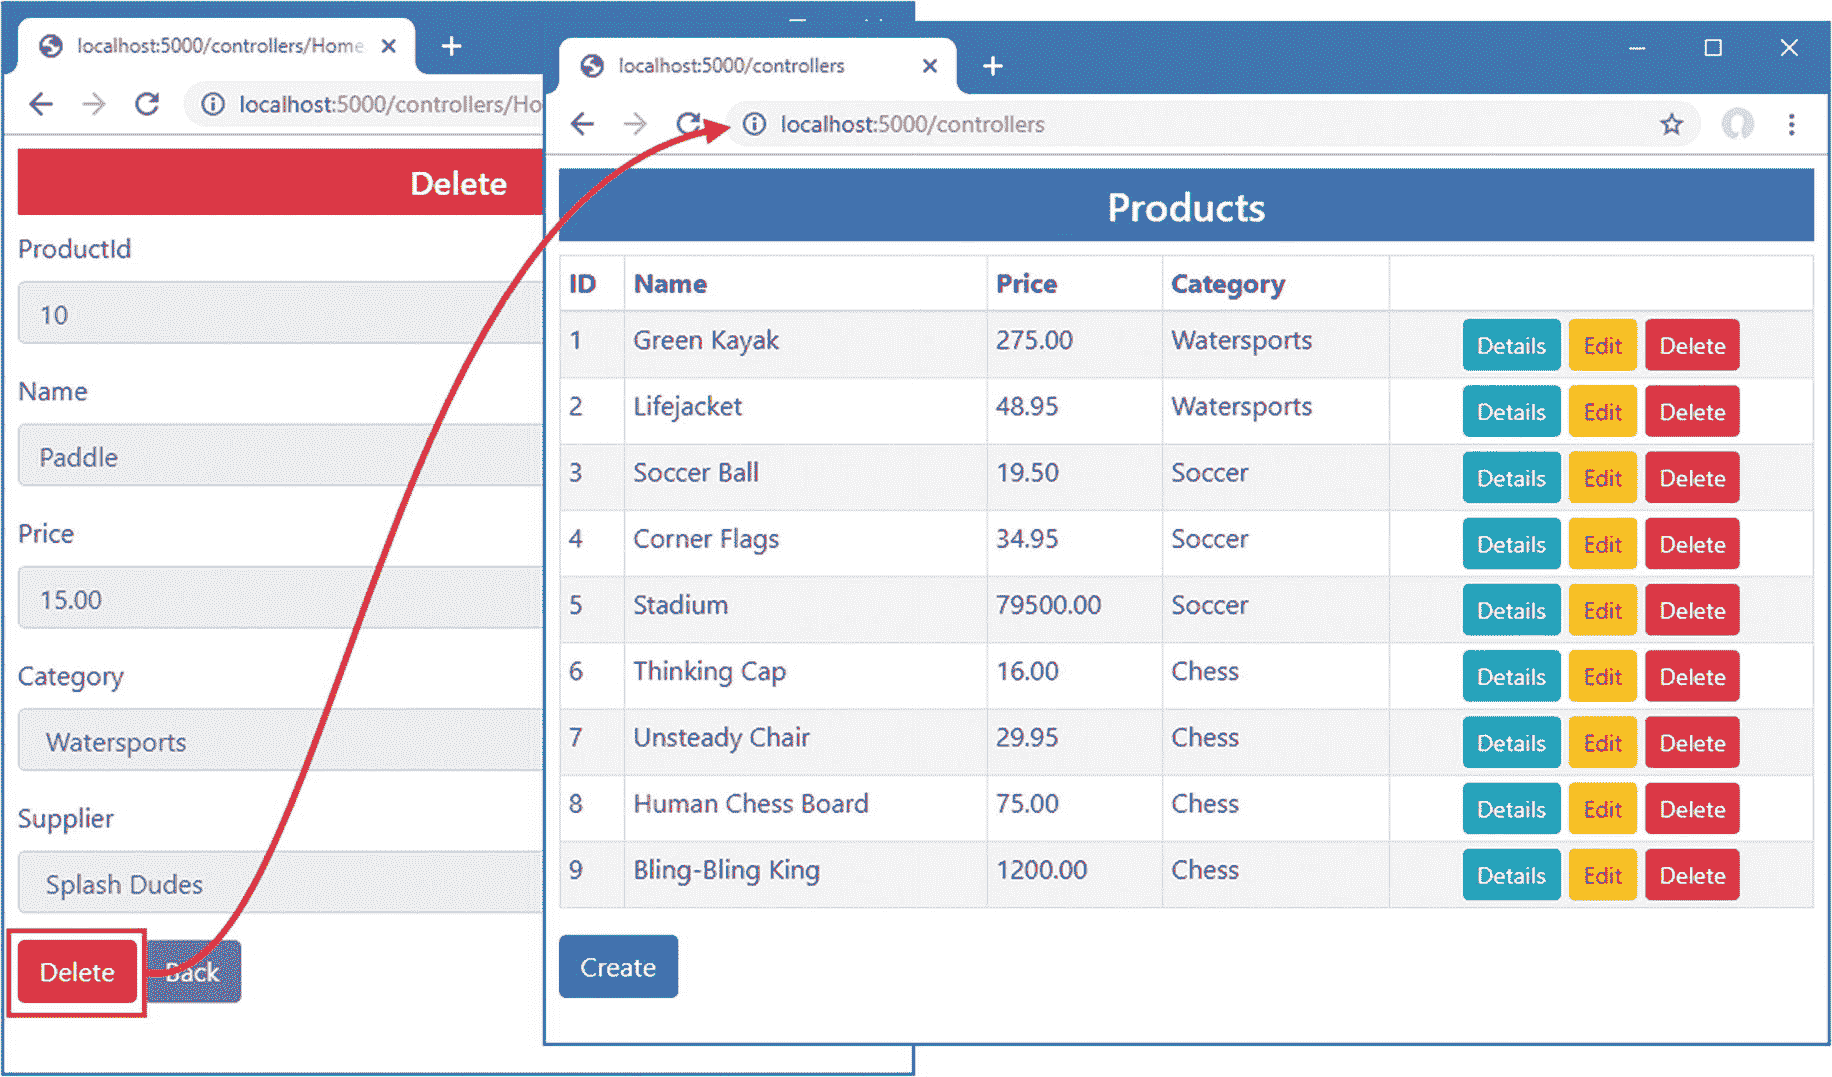 localhost:5000/controllers/Home
localhost:5000/controllers/Ho
Delete
ProductId
10
Name
Paddle
Price
15.00
Category
Watersports
Supplier
Splash Dudes
Delete Back
localhost:5000/controllers
localhost:5000/controllers
Products
ID Name Price Category
1 Green Kayak 275.00 Watersports Details Edit Delete
2 Lifejacket 48.95 Watersports Details Edit Delete
3 Soccer Ball 19.50 Soccer Details Edit Delete
4 Corner Flags 34.95 Soccer Details Edit Delete
5 Stadium 79500.00 Soccer Details Edit Delete
6 Thinking Cap 16.00 Chess Details Edit Delete
7 Unsteady Chair 29.95 Chess Details Edit Delete
8 Human Chess Board 75.00 Chess Details Edit Delete
9 Bling-Bling King 1200.00 Chess Details Edit Delete
Create